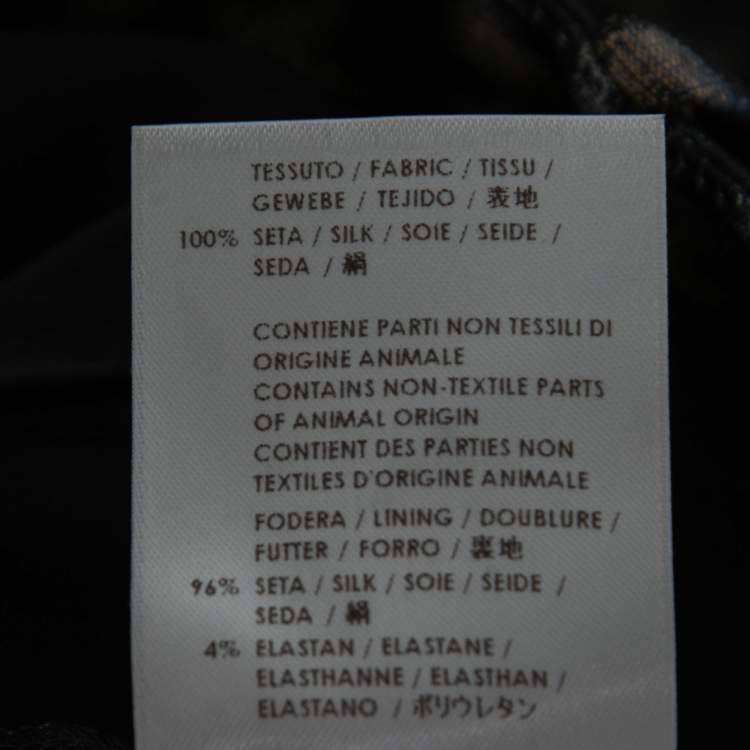 TESSUTO / FABRIC / TISSU /
GEWEBE / TEJIDO / 表地
100% SETA / SILK / SOIE / SEIDE /
SEDA / 絹
CONTIENE PARTI NON TESSILI DI
ORIGINE ANIMALE
CONTAINS NON-TEXTILE PARTS
OF ANIMAL ORIGIN
CONTIENT DES PARTIES NON
TEXTILES D'ORIGINE ANIMALE
FODERA / LINING / DOUBLURE /
FUTTER / FORRO / 裏地
96% SETA / SILK / SOIE / SEIDE /
SEDA / 絹
4% ELASTAN / ELASTANE /
ELASTHANNE / ELASTHAN /
ELASTANO / ポリウレタン